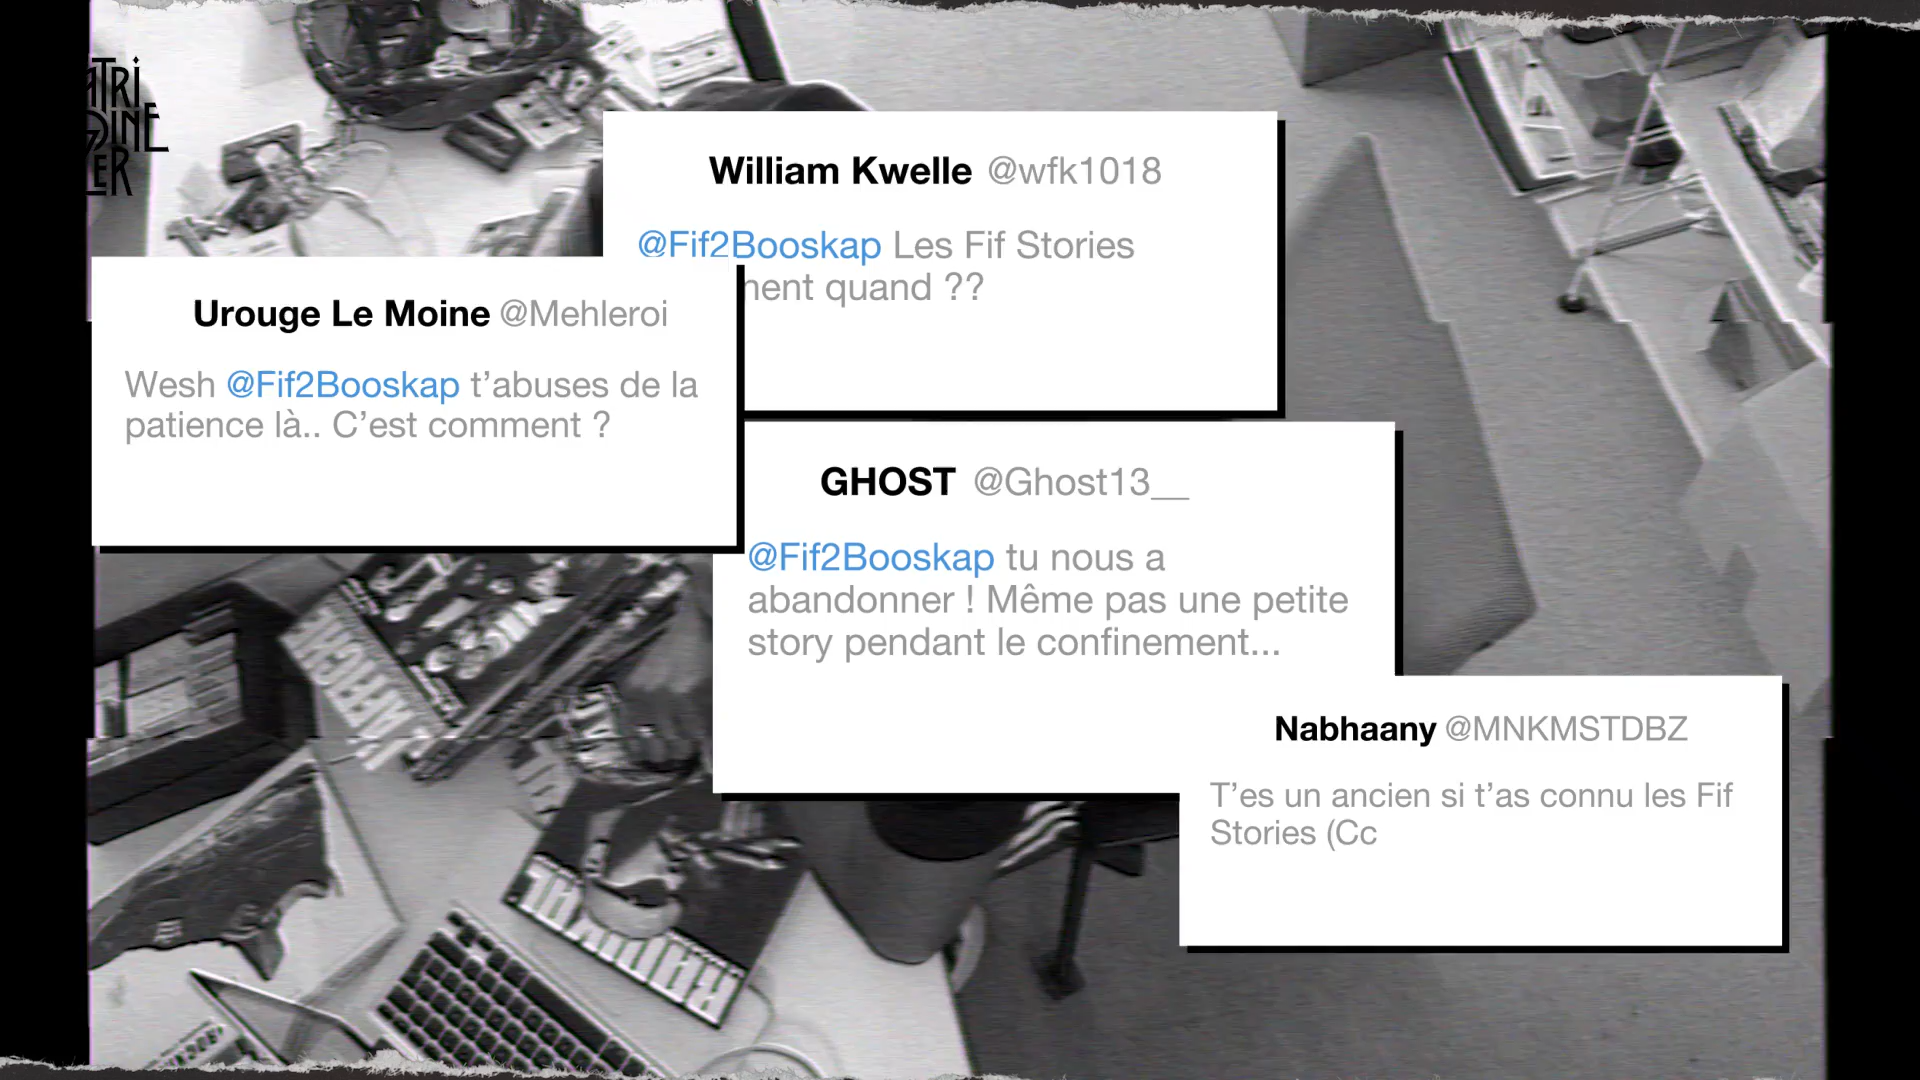 William Kwelle @wfk1018
@Fif2Booskap Les Fif Stories
quand ??
Urouge Le Moine @Mehleroi
Wesh @Fif2Booskap t’abuses de la
patience là.. C’est comment ?
GHOST @Ghost13__
@Fif2Booskap tu nous a
abandonner ! Même pas une petite
story pendant le confinement...
Nabhaany @MNKMSTDBZ
T’es un ancien si t’as connu les Fif
Stories (Cc